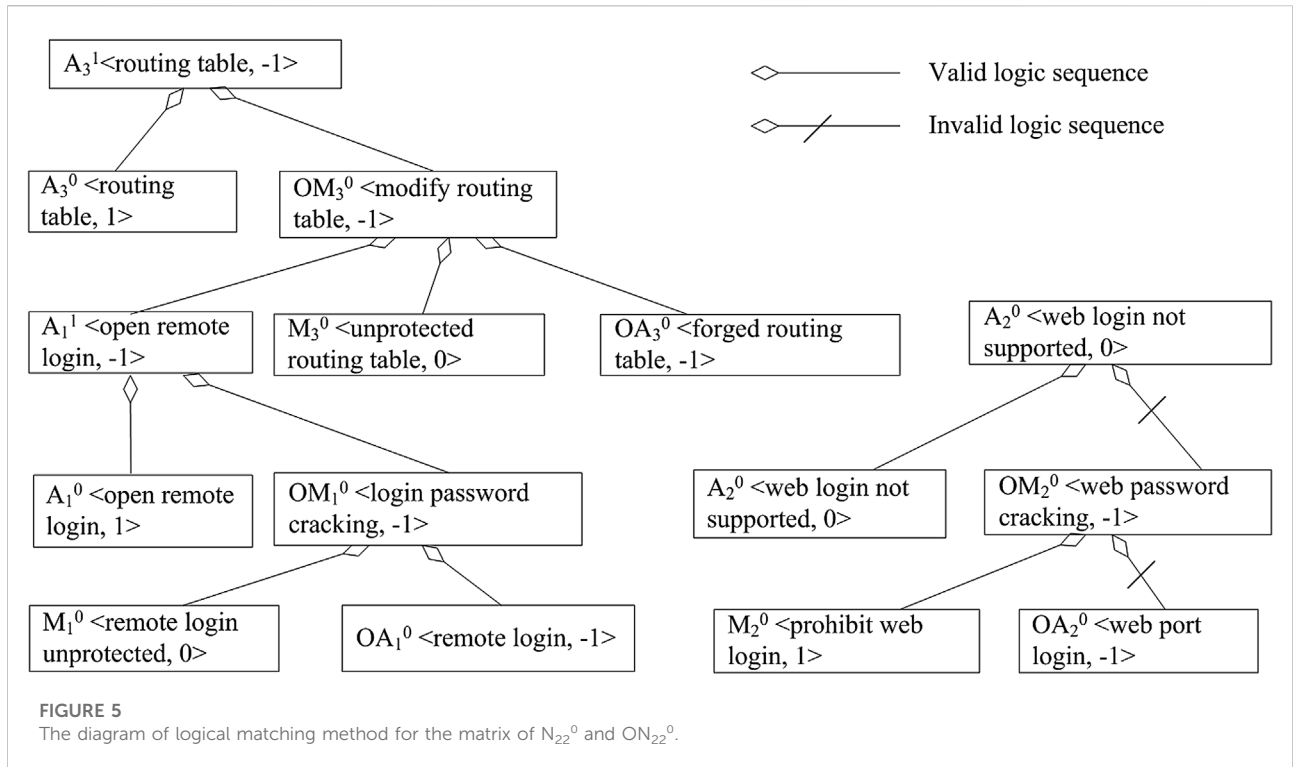 A₃¹<routing table, -1>
Valid logic sequence
Invalid logic sequence
A₃⁰ <routing
table, 1>
OM₃⁰ <modify routing
table, -1>
A₁¹ <open remote
login, -1>
M₃⁰ <unprotected
routing table, 0>
OA₃⁰ <forged routing
table, -1>
A₂⁰ <web login not
supported, 0>
A₁⁰ <open remote
login, 1>
OM₁⁰ <login password
cracking, -1>
A₂⁰ <web login not
supported, 0>
OM₂⁰ <web password
cracking, -1>
M₁⁰ <remote login
unprotected, 0>
OA₁⁰ <remote login, -1>
M₂⁰ <prohibit web
login, 1>
OA₂⁰ <web port
login, -1>
FIGURE 5
The diagram of logical matching method for the matrix of N₂₂⁰ and ON₂₂⁰.